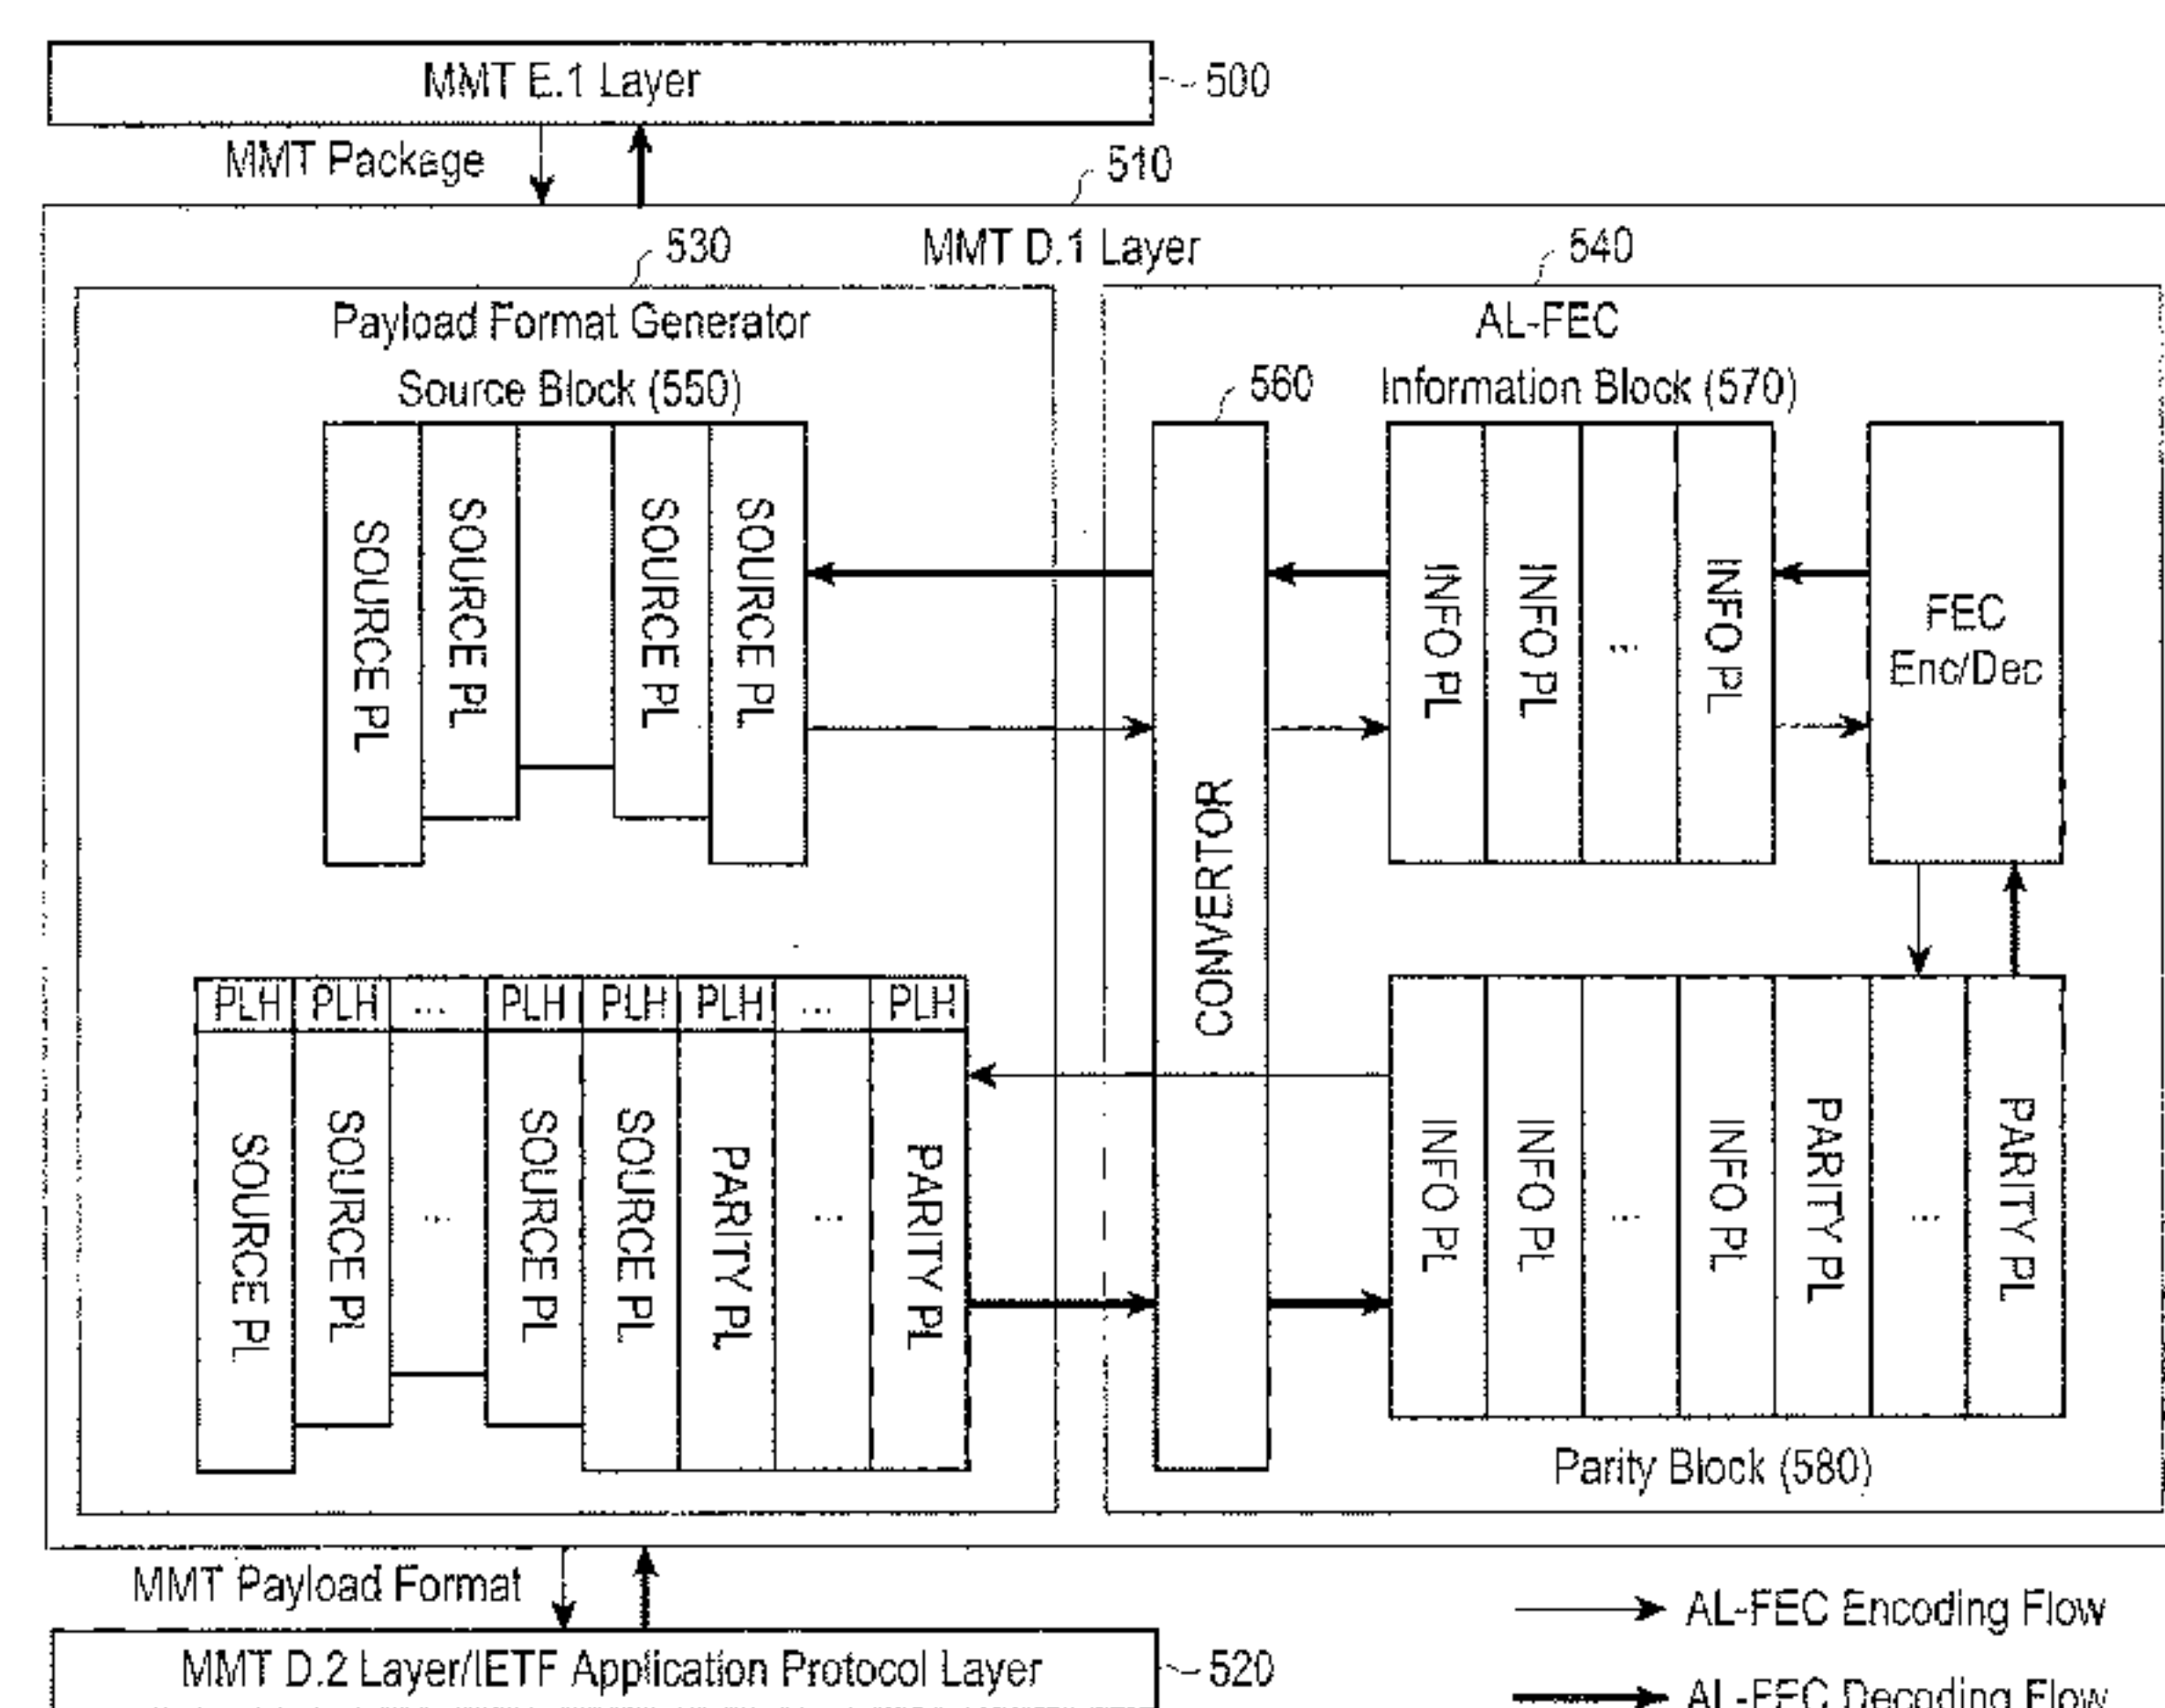 MMT E.1 Layer
500
MMT Package
510
MMT D.1 Layer
530
540
Payload Format Generator
AL-FEC
Source Block (550)
560
Information Block (570)
SOURCE PL
SOURCE PL
SOURCE PL
SOURCE PL
CONVERTOR
INFO PL
INFO PL
...
INFO PL
FEC
Enc/Dec
PLH
PLH
...
PLH
PLH
PLH
...
PLH
SOURCE PL
SOURCE PL
...
SOURCE PL
SOURCE PL
PARITY PL
...
PARITY PL
INFO PL
INFO PL
...
INFO PL
PARITY PL
...
PARITY PL
Parity Block (580)
MMT Payload Format
AL-FEC Encoding Flow
MMT D.2 Layer/IETF Application Protocol Layer
520
AL-FEC Decoding Flow